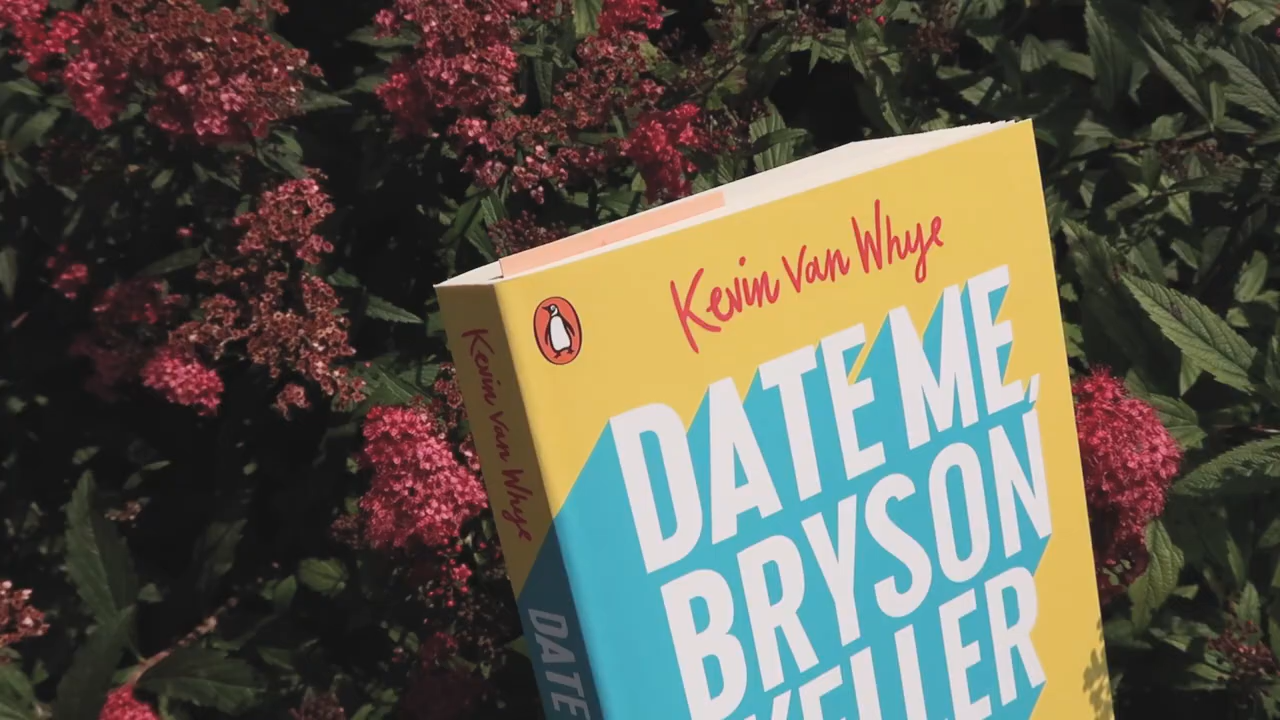 Kevin van Whye
DATE ME,
BRYSON
KELLER
Kevin van Whye
DATE